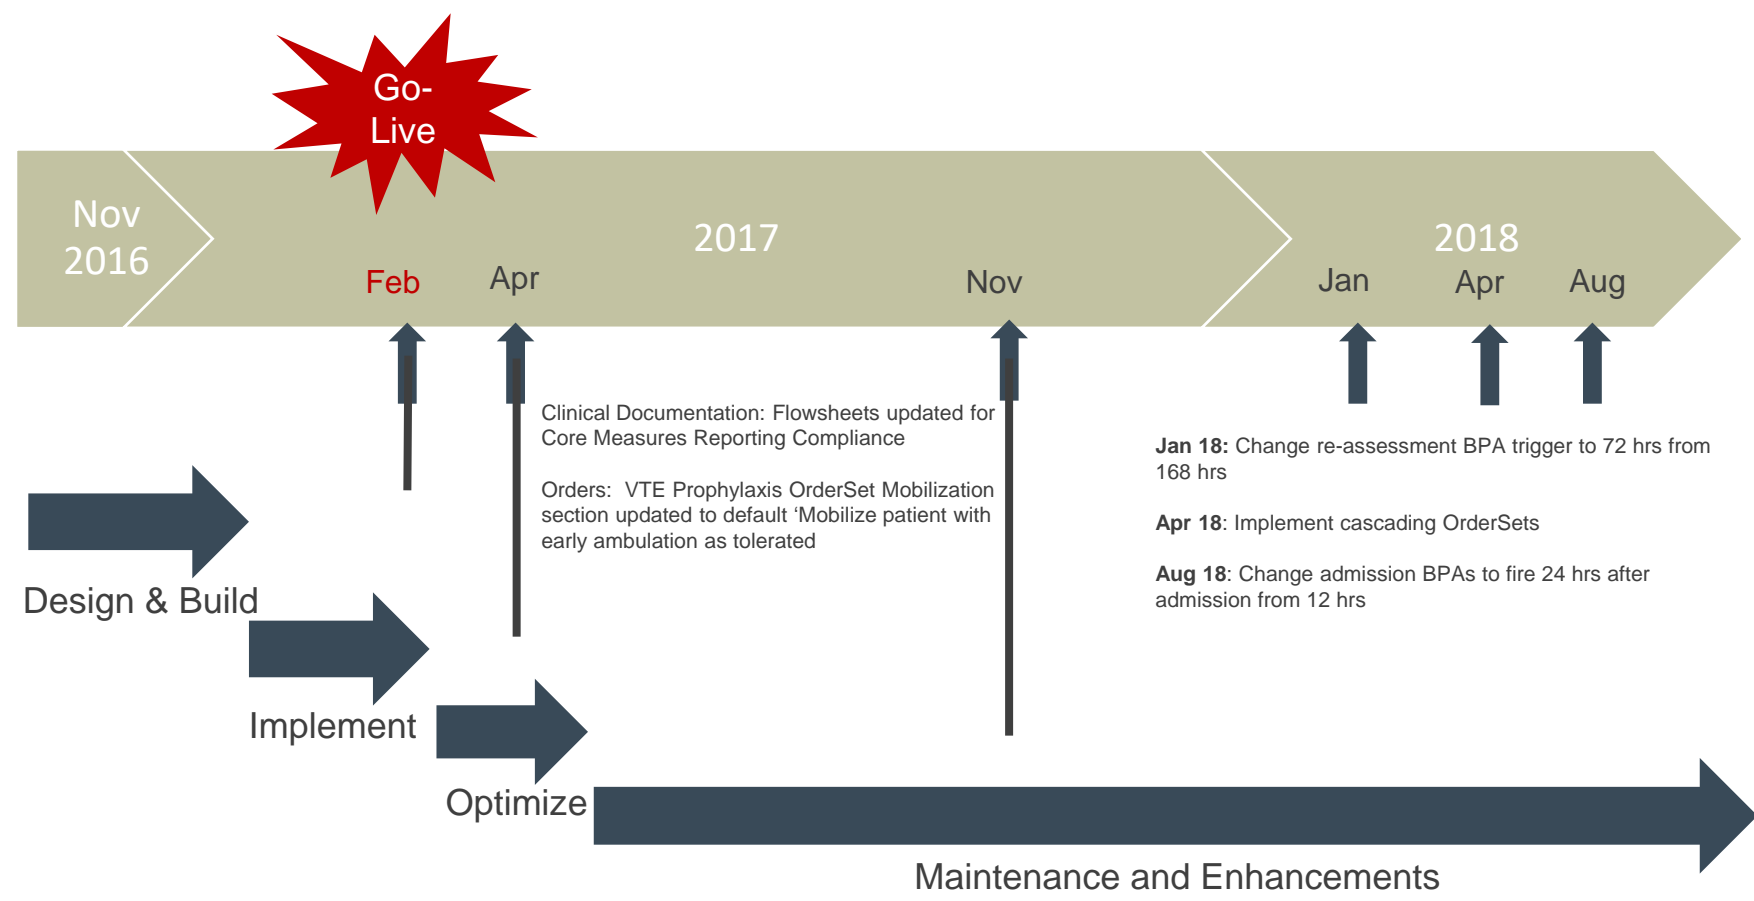 Go-
Live
Nov
2016
2017
2018
Feb
Apr
Nov
Jan
Apr
Aug
Clinical Documentation: Flowsheets updated for
Core Measures Reporting Compliance
Orders:  VTE Prophylaxis OrderSet Mobilization
section updated to default ‘Mobilize patient with
early ambulation as tolerated
Jan 18: Change re-assessment BPA trigger to 72 hrs from
168 hrs
Apr 18: Implement cascading OrderSets
Aug 18: Change admission BPAs to fire 24 hrs after
admission from 12 hrs
Design & Build
Implement
Optimize
Maintenance and Enhancements